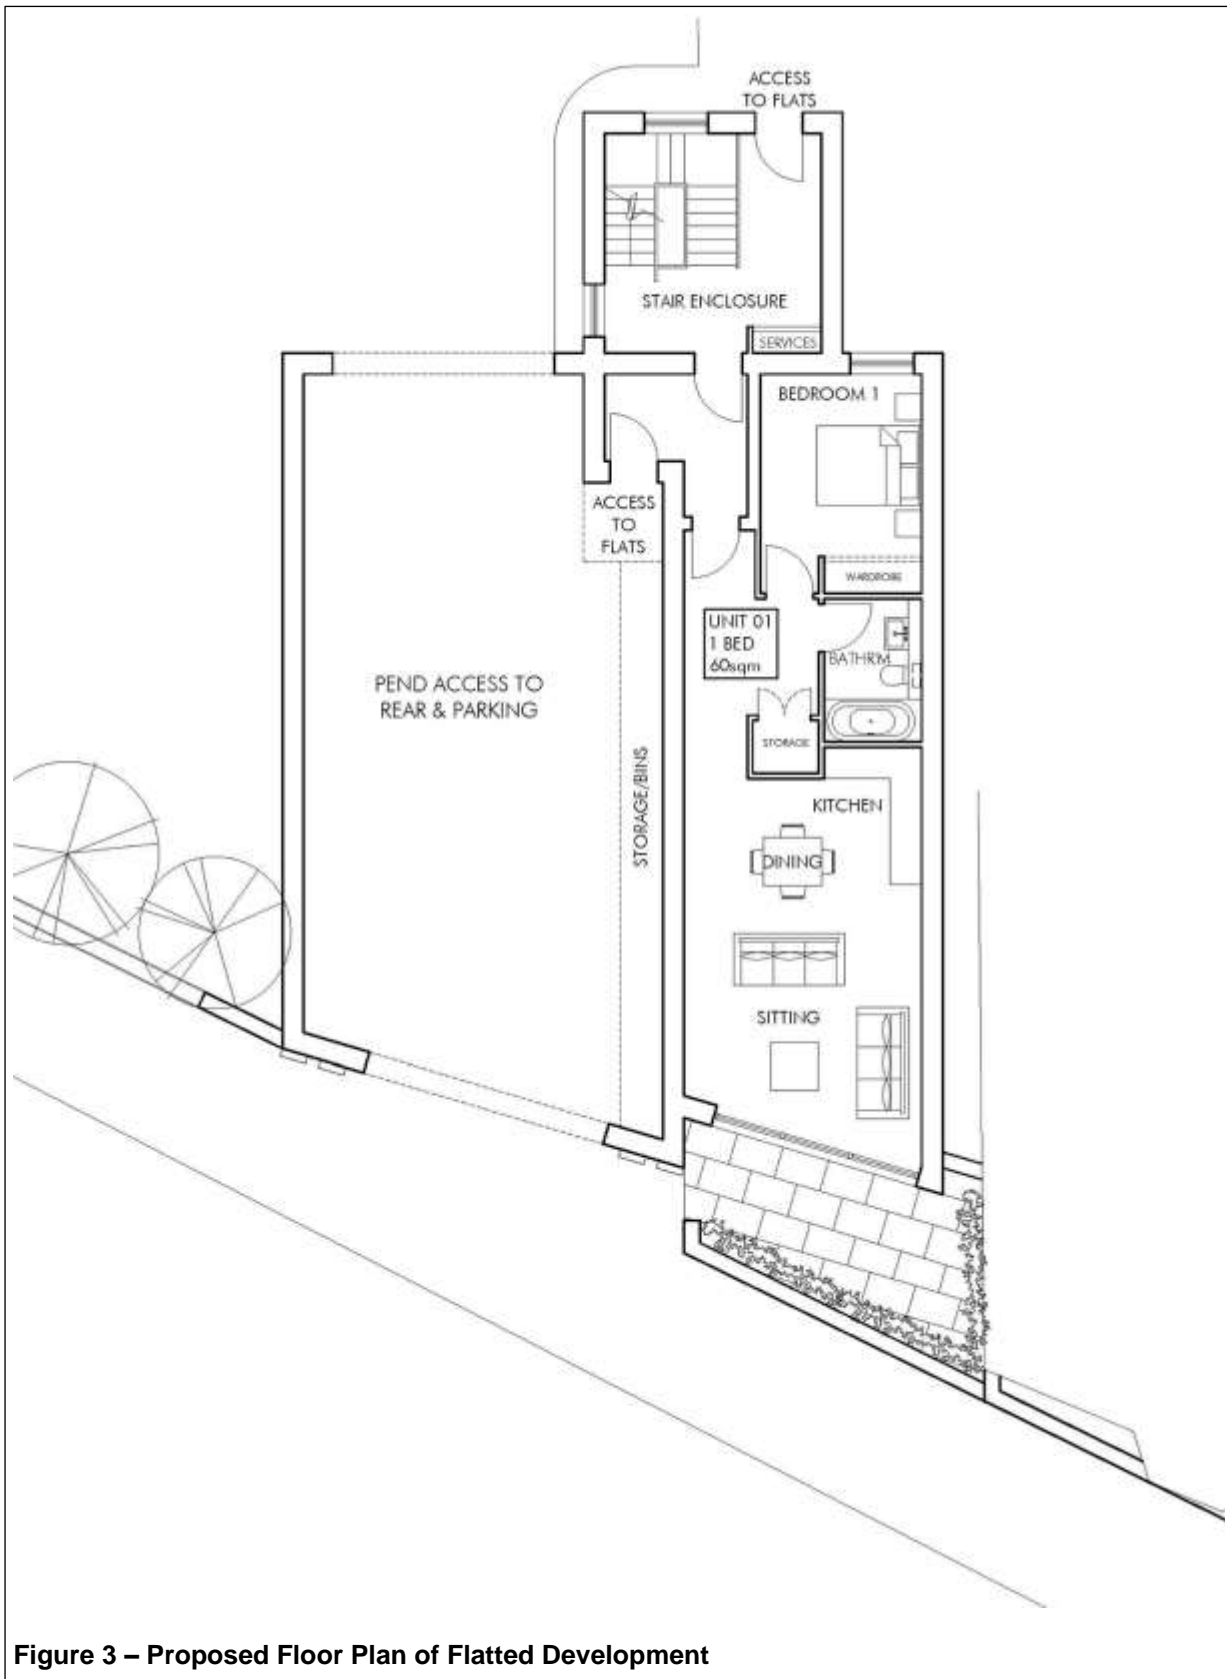 ACCESS
TO FLATS
STAIR ENCLOSURE
SERVICES
BEDROOM 1
ACCESS
TO
FLATS
WARDROBE
UNIT 01
1 BED
60sqm
BATHR'M
PEND ACCESS TO
REAR & PARKING
STORAGE
STORAGE/BINS
KITCHEN
DINING
SITTING
Figure 3 – Proposed Floor Plan of Flatted Development